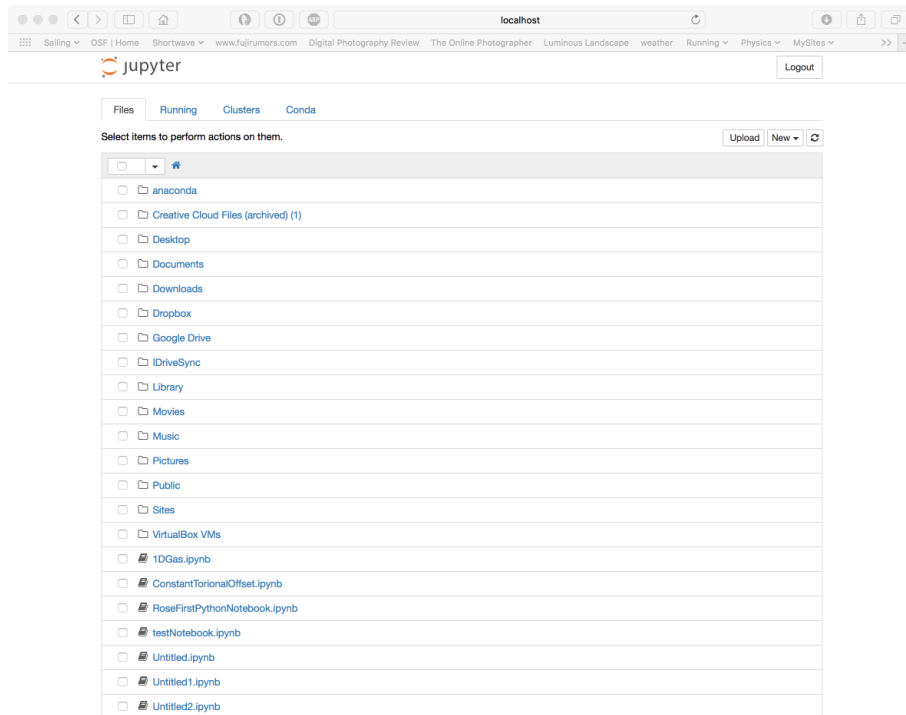 localhost
Sailing OSF | Home Shortwave www.fujirumors.com Digital Photography Review The Online Photographer Luminous Landscape weather Running Physics MySites >>
jupyter Logout
Files Running Clusters Conda
Select items to perform actions on them. Upload New
anaconda
Creative Cloud Files (archived) (1)
Desktop
Documents
Downloads
Dropbox
Google Drive
IDriveSync
Library
Movies
Music
Pictures
Public
Sites
VirtualBox VMs
1DGas.ipynb
ConstantTorionalOffset.ipynb
RoseFirstPythonNotebook.ipynb
testNotebook.ipynb
Untitled.ipynb
Untitled1.ipynb
Untitled2.ipynb